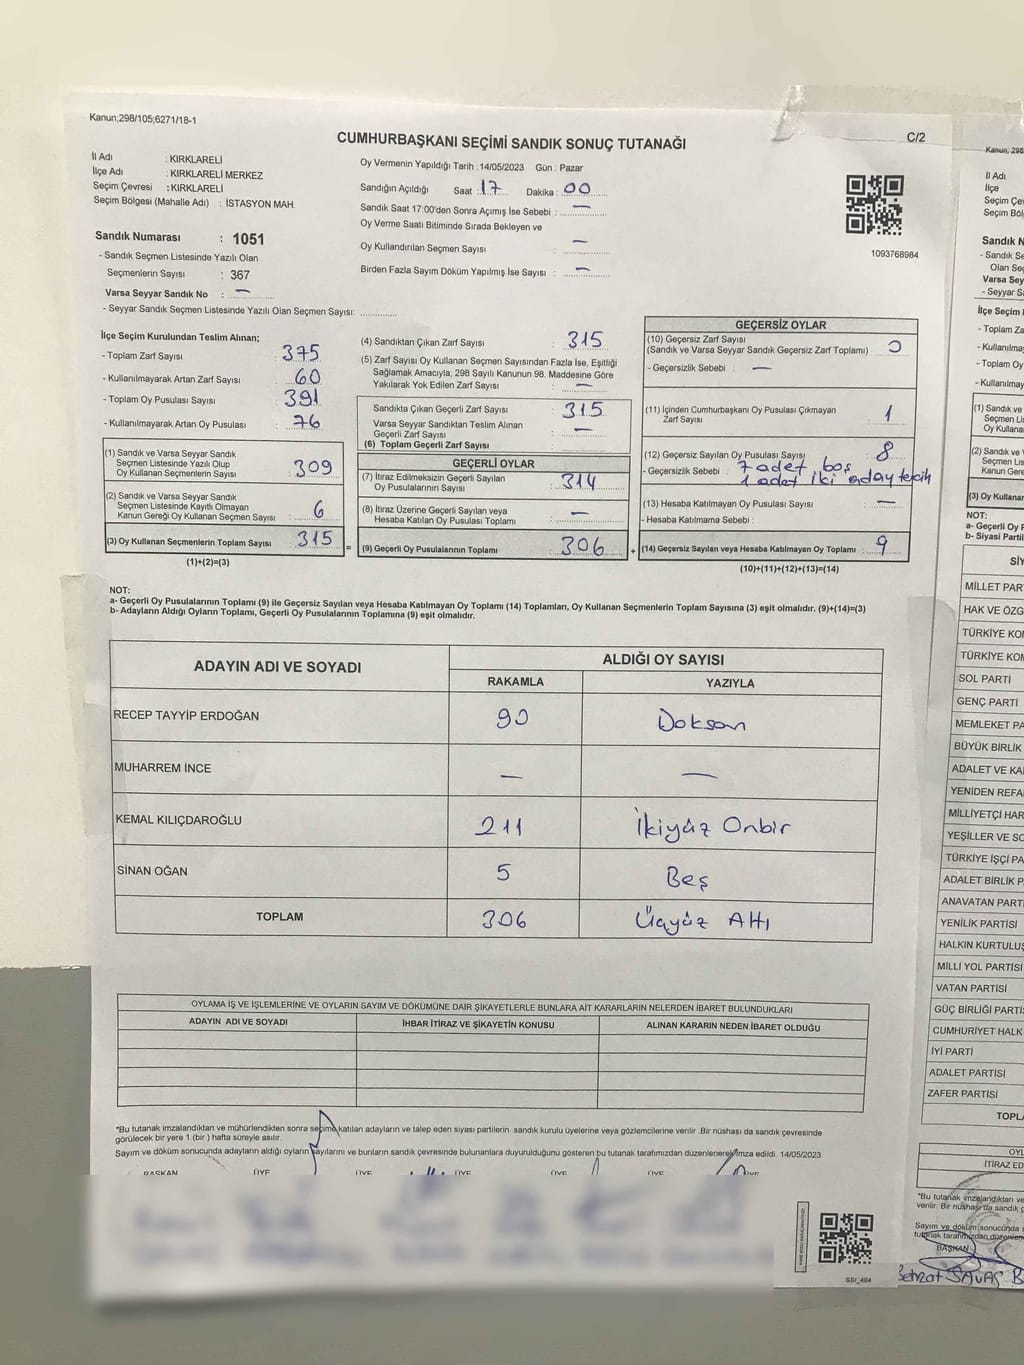 Kanun;298/105;6271/18-1
CUMHURBAŞKANI SEÇİMİ SANDIK SONUÇ TUTANAĞI
C/2
İl Adı : KIRKLARELİ
İlçe Adı : KIRKLARELİ MERKEZ
Seçim Çevresi : KIRKLARELİ
Seçim Bölgesi (Mahalle Adı) : İSTASYON MAH.
Sandık Numarası : 1051
- Sandık Seçmen Listesinde Yazılı Olan
Seçmenlerin Sayısı : 367
Varsa Seyyar Sandık No : —
- Seyyar Sandık Seçmen Listesinde Yazılı Olan Seçmen Sayısı: ..............
Oy Vermenin Yapıldığı Tarih : 14/05/2023 Gün : Pazar
Sandığın Açıldığı Saat 17 Dakika : 00
Sandık Saat 17:00'den Sonra Açımış İse Sebebi : —
Oy Verme Saati Bitiminde Sırada Bekleyen ve
Oy Kullandırılan Seçmen Sayısı : —
Birden Fazla Sayım Döküm Yapılmış İse Sayısı : —
1093768984
İlçe Seçim Kurulundan Teslim Alınan;
- Toplam Zarf Sayısı : 375
- Kullanılmayarak Artan Zarf Sayısı : 60
- Toplam Oy Pusulası Sayısı : 391
- Kullanılmayarak Artan Oy Pusulası : 76
(1) Sandık ve Varsa Seyyar Sandık
Seçmen Listesinde Yazılı Olup
Oy Kullanan Seçmenlerin Sayısı : 309
(2) Sandık ve Varsa Seyyar Sandık
Seçmen Listesinde Kayıtlı Olmayan
Kanun Gereği Oy Kullanan Seçmen Sayısı : 6
(3) Oy Kullanan Seçmenlerin Toplam Sayısı : 315
(1)+(2)=(3)
(4) Sandıktan Çıkan Zarf Sayısı : 315
(5) Zarf Sayısı Oy Kullanan Seçmen Sayısından Fazla İse, Eşitliği
Sağlamak Amacıyla, 298 Sayılı Kanunun 98. Maddesine Göre
Yakılarak Yok Edilen Zarf Sayısı : —
Sandıkta Çıkan Geçerli Zarf Sayısı : 315
Varsa Seyyar Sandıktan Teslim Alınan
Geçerli Zarf Sayısı : —
(6) Toplam Geçerli Zarf Sayısı
GEÇERLİ OYLAR
(7) İtiraz Edilmeksizin Geçerli Sayılan
Oy Pusulalarının Sayısı : 314
(8) İtiraz Üzerine Geçerli Sayılan veya
Hesaba Katılan Oy Pusulası Toplamı : —
= (9) Geçerli Oy Pusulalarının Toplamı : 306
GEÇERSİZ OYLAR
(10) Geçersiz Zarf Sayısı
(Sandık ve Varsa Seyyar Sandık Geçersiz Zarf Toplamı) : 0
- Geçersizlik Sebebi : —
(11) İçinden Cumhurbaşkanı Oy Pusulası Çıkmayan
Zarf Sayısı : 1
(12) Geçersiz Sayılan Oy Pusulası Sayısı : 8
- Geçersizlik Sebebi : 7 adet boş
1 adet iki aday tercih
(13) Hesaba Katılmayan Oy Pusulası Sayısı : —
- Hesaba Katılmama Sebebi :
+ (14) Geçersiz Sayılan veya Hesaba Katılmayan Oy Toplamı : 9
(10)+(11)+(12)+(13)=(14)
NOT:
a- Geçerli Oy Pusulalarının Toplamı (9) ile Geçersiz Sayılan veya Hesaba Katılmayan Oy Toplamı (14) Toplamları, Oy Kullanan Seçmenlerin Toplam Sayısına (3) eşit olmalıdır. (9)+(14)=(3)
b- Adayların Aldığı Oyların Toplamı, Geçerli Oy Pusulalarının Toplamına (9) eşit olmalıdır.
ADAYIN ADI VE SOYADI ALDIĞI OY SAYISI
RAKAMLA YAZIYLA
RECEP TAYYİP ERDOĞAN 90 Doksan
MUHARREM İNCE — —
KEMAL KILIÇDAROĞLU 211 İkiyüz Onbir
SİNAN OĞAN 5 Beş
TOPLAM 306 Üçyüz Altı
OYLAMA İŞ VE İŞLEMLERİNE VE OYLARIN SAYIM VE DÖKÜMÜNE DAİR ŞİKAYETLERLE BUNLARA AİT KARARLARIN NELERDEN İBARET BULUNDUKLARI
ADAYIN ADI VE SOYADI İHBAR İTİRAZ VE ŞİKAYETİN KONUSU ALINAN KARARIN NEDEN İBARET OLDUĞU
*Bu tutanak imzalandıktan ve mühürlendikten sonra seçime katılan adayların ve talep eden siyası partilerin sandık kurulu üyelerine veya gözlemcilerine verilir .Bir nüshası da sandık çevresinde
görülecek bir yere 1 (bir ) hafta süreyle asılır.
Sayım ve döküm sonucunda adayların aldığı oyların sayılarını ve bunların sandık çevresinde bulunanlara duyurulduğunu gösteren bu tutanak tarafımızdan düzenlenerek imza edildi. 14/05/2023
BAŞKAN ÜYE ÜYE ÜYE ÜYE ÜYE
SSI_404
Kanun; 298
İl Adı
İlçe
Seçim Çe
Seçim Böl
Sandık N
- Sandık Se
Olan Seç
Varsa Sey
- Seyyar S
İlçe Seçim
- Toplam Za
- Kullanılma
- Toplam Oy
- Kullanılmay
(1) Sandık ve
Seçmen Li
Oy Kullana
(2) Sandık ve
Seçmen Lis
Kanun Gere
(3) Oy Kullanar
NOT:
a- Geçerli Oy F
b- Siyasi Partil
SİY
MİLLET PAR
HAK VE ÖZG
TÜRKİYE KO
TÜRKİYE KO
SOL PARTİ
GENÇ PARTİ
MEMLEKET PA
BÜYÜK BİRLİK
ADALET VE KA
YENİDEN REFA
MİLLİYETÇİ HAR
YEŞİLLER VE SO
TÜRKİYE İŞÇİ PA
ADALET BİRLİK P
ANAVATAN PARTİ
YENİLİK PARTİSİ
HALKIN KURTULUŞ
MİLLİ YOL PARTİSİ
VATAN PARTİSİ
GÜÇ BİRLİĞİ PARTİS
CUMHURİYET HALK
İYİ PARTİ
ADALET PARTİSİ
ZAFER PARTİSİ
TOPLA
OYL
İTİRAZ ED
*Bu tutanak imzalandıktan ve
verilir. Bir nüshası da sandık ç
Sayım ve döküm sonucunda s
tutanak tarafımızdan düzenlene
BAŞKAN
Behzat SAVAŞ B